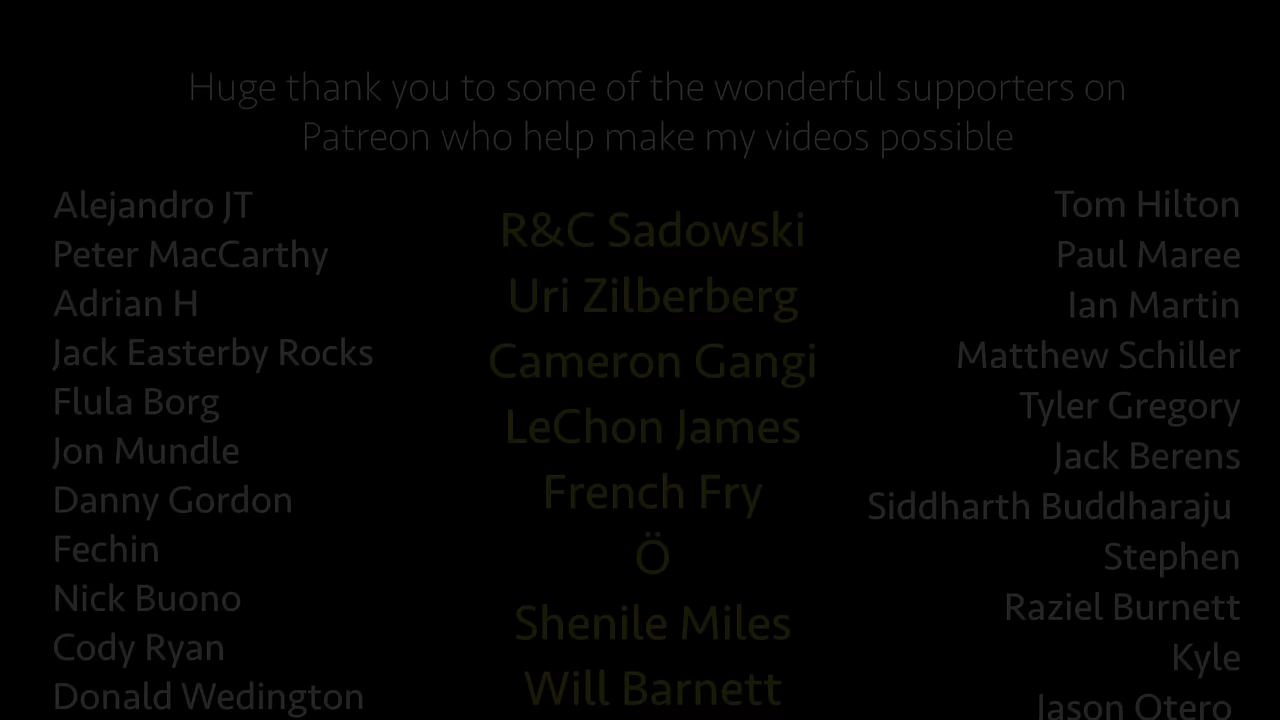 Huge thank you to some of the wonderful supporters on
Patreon who help make my videos possible
Alejandro JT
Peter MacCarthy
Adrian H
Jack Easterby Rocks
Flula Borg
Jon Mundle
Danny Gordon
Fechin
Nick Buono
Cody Ryan
Donald Wedington
R&C Sadowski
Uri Zilberberg
Cameron Gangi
LeChon James
French Fry
Ö
Shenile Miles
Will Barnett
Tom Hilton
Paul Maree
Ian Martin
Matthew Schiller
Tyler Gregory
Jack Berens
Siddharth Buddharaju
Stephen
Raziel Burnett
Kyle
Jason Otero